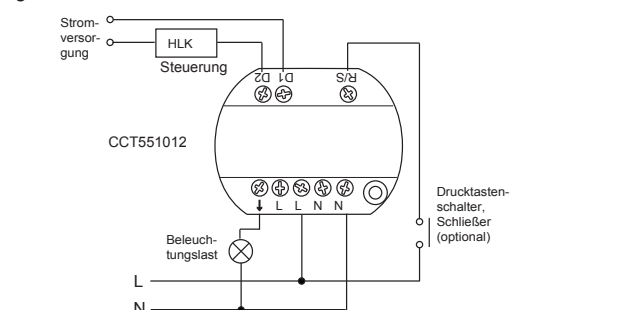 Strom-
versor-
gung
HLK
Steuerung
D2 D1 R/S
CCT551012
L L N N
Drucktasten-
schalter,
Schließer
(optional)
Beleuch-
tungslast
L
N